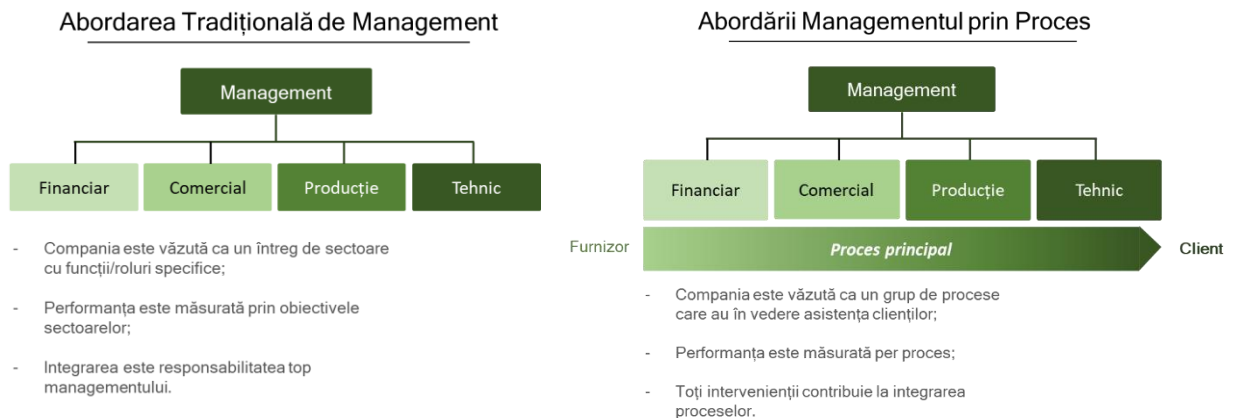 Abordarea Tradițională de Management
Management
Financiar
Comercial
Producție
Tehnic
- Compania este văzută ca un întreg de sectoare
cu funcții/roluri specifice;
- Performanța este măsurată prin obiectivele
sectoarelor;
- Integrarea este responsabilitatea top
managementului.
Abordării Managementul prin Proces
Management
Financiar
Comercial
Producție
Tehnic
Furnizor
Proces principal
Client
- Compania este văzută ca un grup de procese
care au în vedere asistența clienților;
- Performanța este măsurată per proces;
- Toți intervenienții contribuie la integrarea
proceselor.